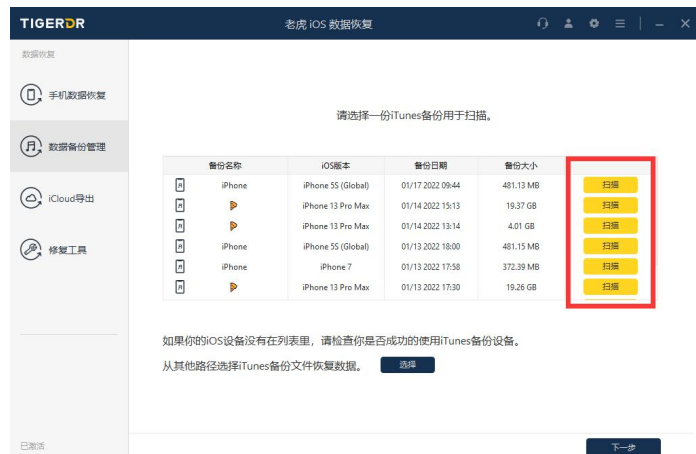 TIGERDR 老虎 iOS 数据恢复
数据恢复
手机数据恢复
数据备份管理
iCloud导出
修复工具
已激活
请选择一份iTunes备份用于扫描。
备份名称 iOS版本 备份日期 备份大小
iPhone iPhone 5S (Global) 01/17 2022 09:44 481.13 MB 扫描
iPhone 13 Pro Max 01/14 2022 15:13 19.37 GB 扫描
iPhone 13 Pro Max 01/14 2022 13:14 4.01 GB 扫描
iPhone iPhone 5S (Global) 01/13 2022 18:00 481.15 MB 扫描
iPhone iPhone 7 01/13 2022 17:58 372.39 MB 扫描
iPhone 13 Pro Max 01/13 2022 17:30 19.26 GB 扫描
如果你的iOS设备没有在列表里，请检查你是否成功的使用iTunes备份设备。
从其他路径选择iTunes备份文件恢复数据。 选择
下一步